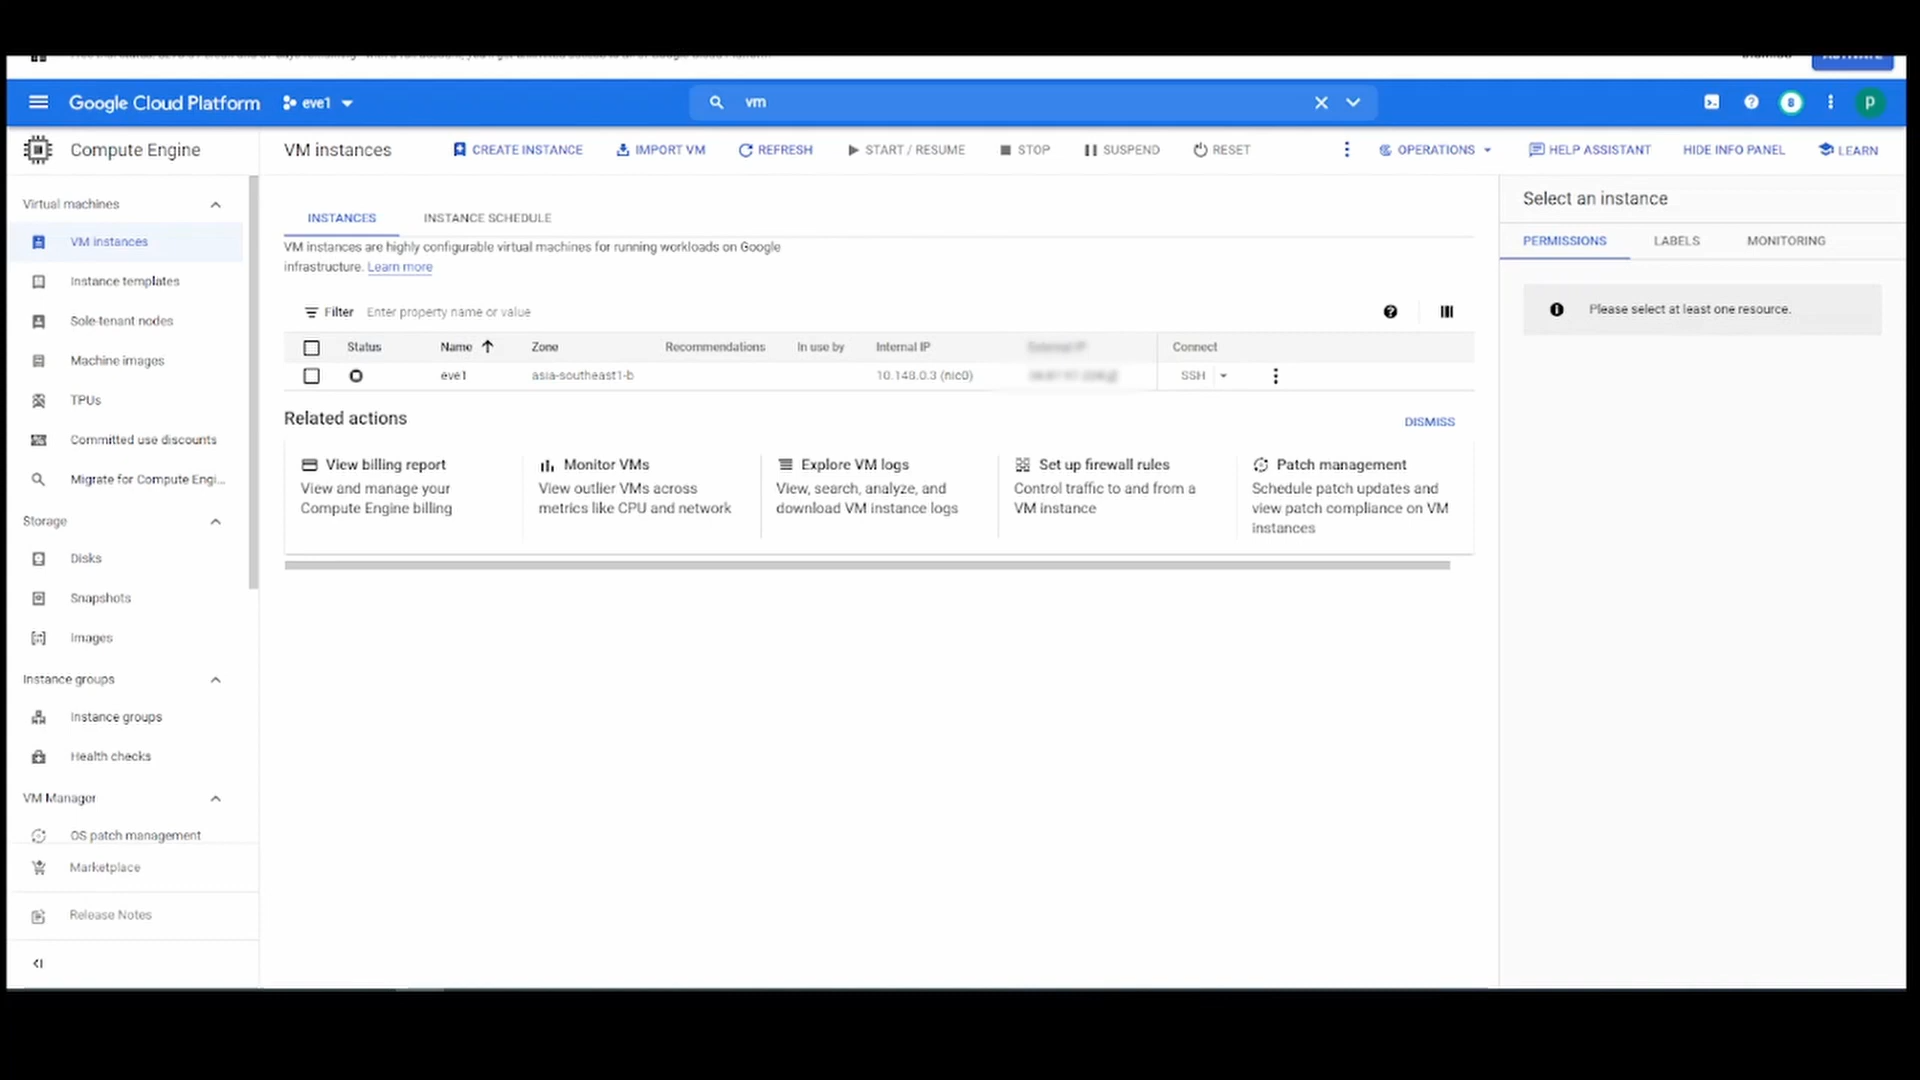 Google Cloud Platform
eve1
vm
8
P
Compute Engine
VM instances
CREATE INSTANCE
IMPORT VM
REFRESH
START / RESUME
STOP
SUSPEND
RESET
OPERATIONS
HELP ASSISTANT
HIDE INFO PANEL
LEARN
Virtual machines
VM instances
Instance templates
Sole-tenant nodes
Machine images
TPUs
Committed use discounts
Migrate for Compute Engi...
Storage
Disks
Snapshots
Images
Instance groups
Instance groups
Health checks
VM Manager
OS patch management
Marketplace
Release Notes
INSTANCES
INSTANCE SCHEDULE
VM instances are highly configurable virtual machines for running workloads on Google
infrastructure. Learn more
Filter
Enter property name or value
Status
Name
Zone
Recommendations
In use by
Internal IP
Connect
eve1
asia-southeast1-b
10.148.0.3 (nic0)
SSH
Related actions
DISMISS
View billing report
View and manage your
Compute Engine billing
Monitor VMs
View outlier VMs across
metrics like CPU and network
Explore VM logs
View, search, analyze, and
download VM instance logs
Set up firewall rules
Control traffic to and from a
VM instance
Patch management
Schedule patch updates and
view patch compliance on VM
instances
Select an instance
PERMISSIONS
LABELS
MONITORING
Please select at least one resource.